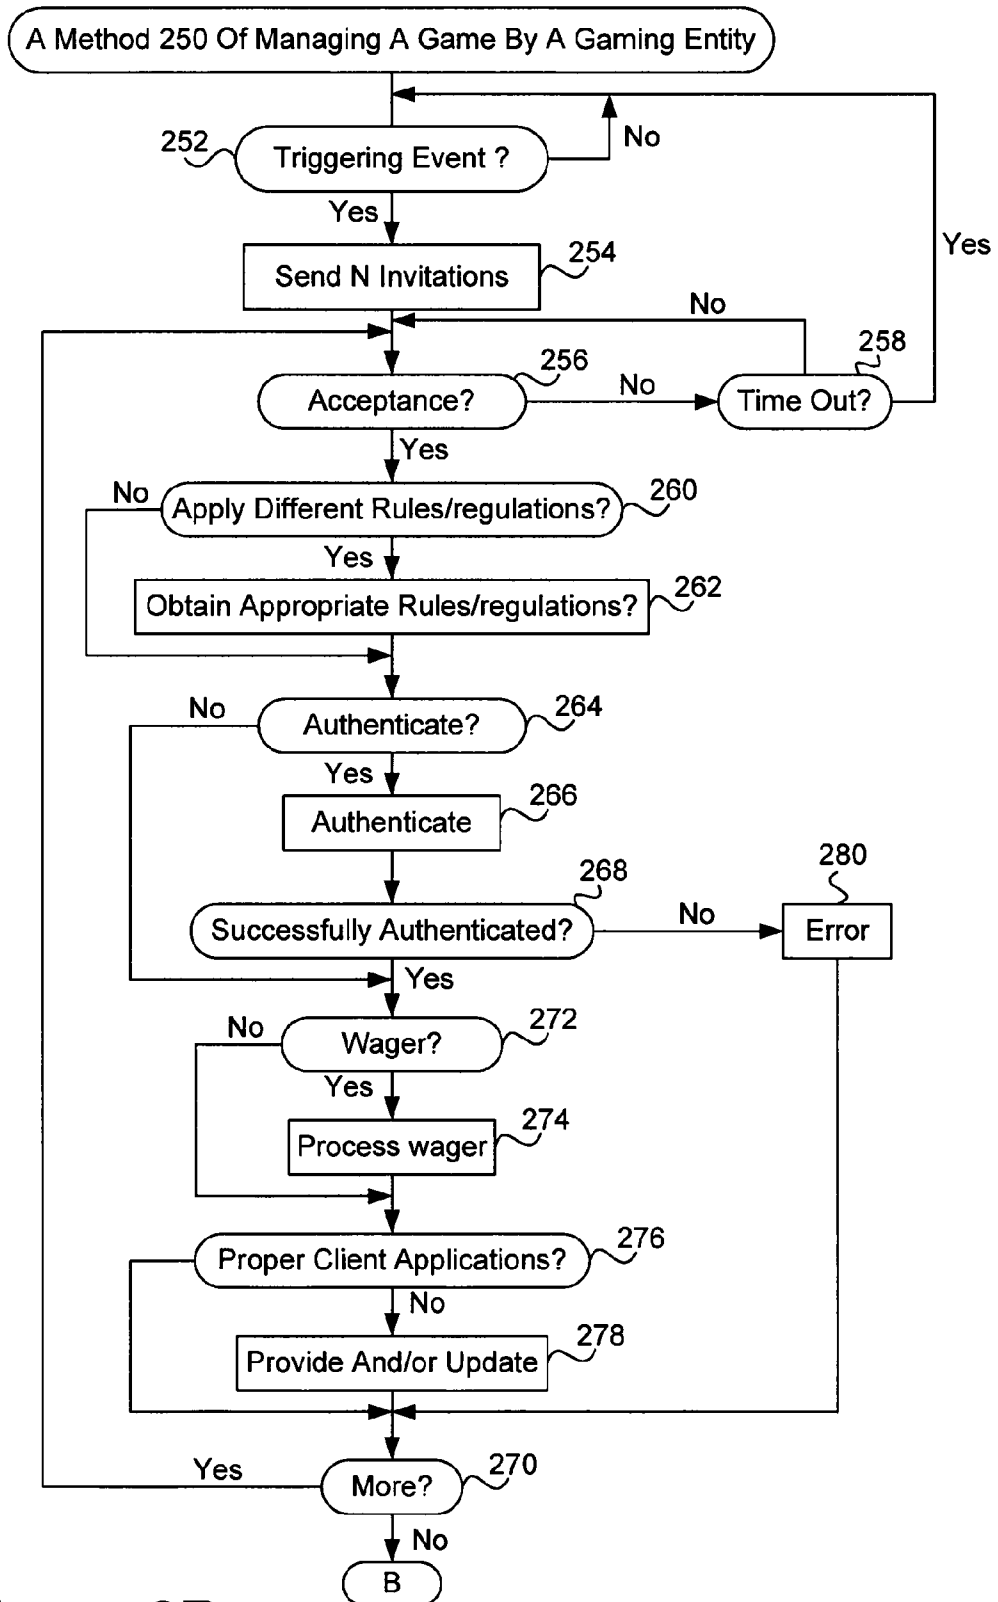 A Method 250 Of Managing A Game By A Gaming Entity
252
Triggering Event ?
No
Yes
Yes
254
Send N Invitations
No
258
256
Acceptance?
No
Time Out?
Yes
No
260
Apply Different Rules/regulations?
Yes
262
Obtain Appropriate Rules/regulations?
No
264
Authenticate?
Yes
266
Authenticate
280
268
Successfully Authenticated?
No
Error
Yes
No
272
Wager?
Yes
274
Process wager
276
Proper Client Applications?
No
278
Provide And/or Update
Yes
270
More?
No
B